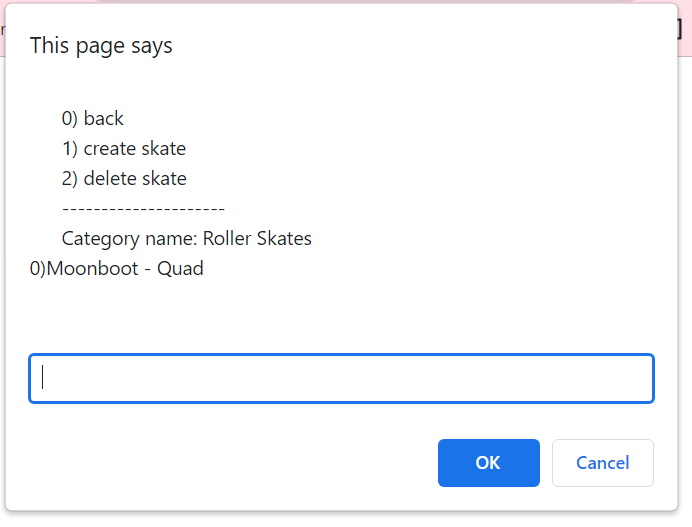 This page says
0) back
1) create skate
2) delete skate
---------------------
Category name: Roller Skates
0)Moonboot - Quad
OK
Cancel